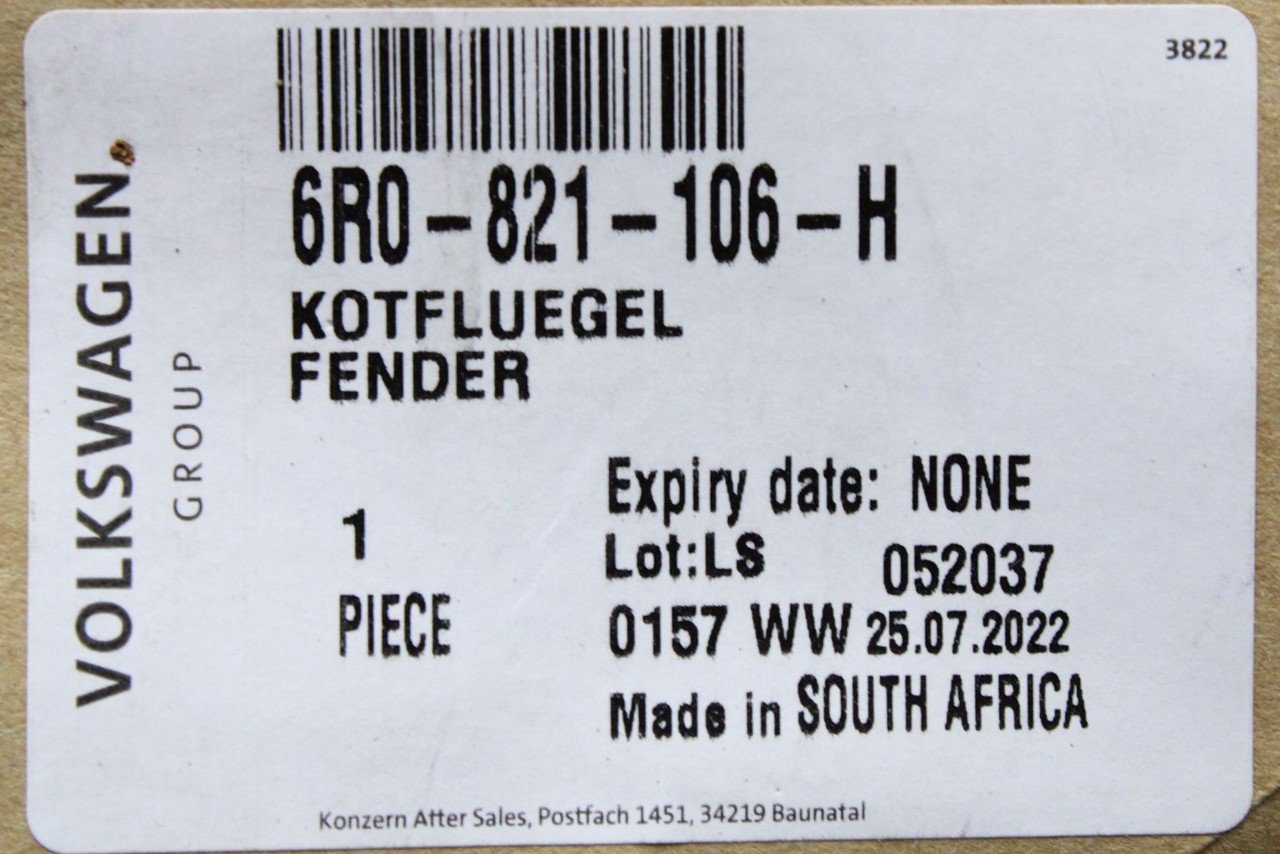 3822
VOLKSWAGEN
GROUP
6R0-821-106-H
KOTFLUEGEL
FENDER
1
PIECE
Expiry date: NONE
Lot:LS 052037
0157 WW 25.07.2022
Made in SOUTH AFRICA
Konzern After Sales, Postfach 1451, 34219 Baunatal